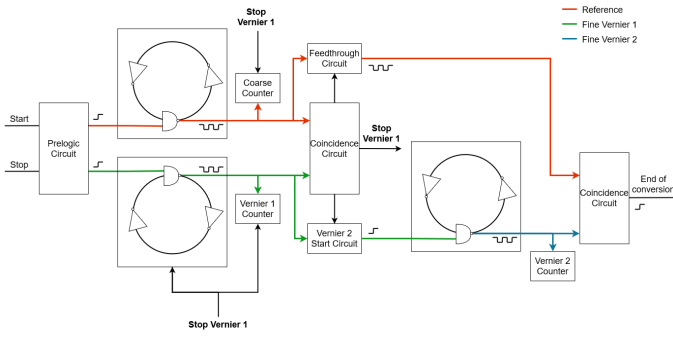 Stop
Vernier 1
Reference
Fine Vernier 1
Fine Vernier 2
Feedthrough
Circuit
Coarse
Counter
Start
Stop
Prelogic
Circuit
Coincidence
Circuit
Stop
Vernier 1
Vernier 1
Counter
Vernier 2
Start Circuit
Coincidence
Circuit
End of
conversion
Vernier 2
Counter
Stop Vernier 1